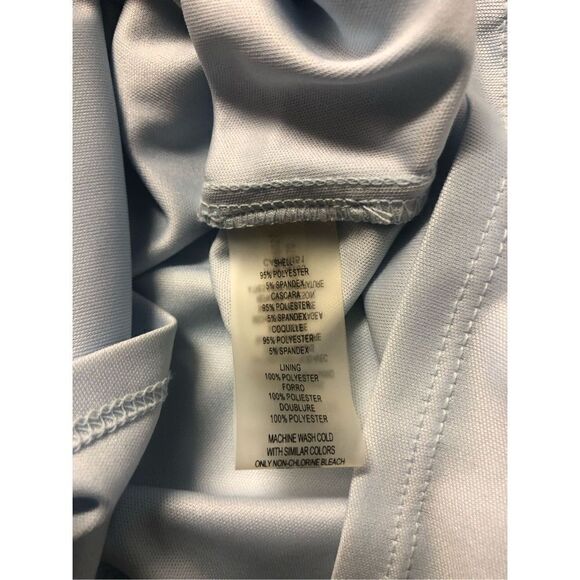 SHELL
95% POLYESTER
5% SPANDEX
CASCARA
95% POLYESTER
5% SPANDEX
COQUILLE
95% POLYESTER
5% SPANDEX
LINING
100% POLYESTER
FORRO
100% POLIESTER
DOUBLURE
100% POLYESTER
MACHINE WASH COLD
WITH SIMILAR COLORS
ONLY NON-CHLORINE BLEACH